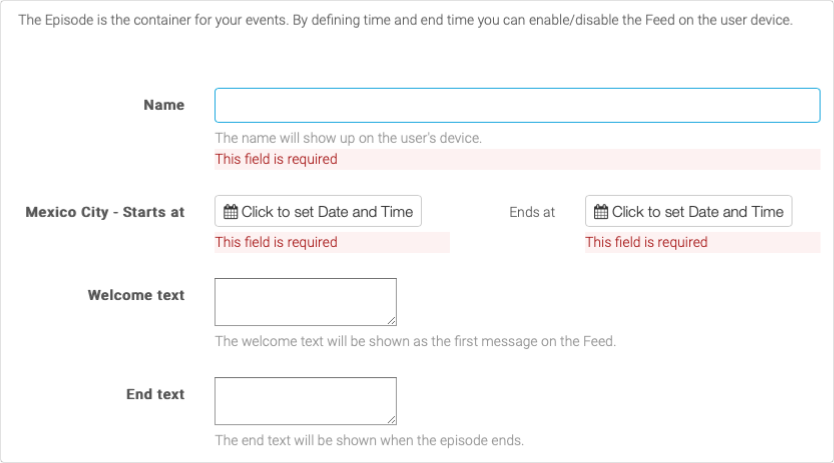 The Episode is the container for your events. By defining time and end time you can enable/disable the Feed on the user device.
Name
The name will show up on the user's device.
This field is required
Mexico City - Starts at Click to set Date and Time Ends at Click to set Date and Time
This field is required This field is required
Welcome text
The welcome text will be shown as the first message on the Feed.
End text
The end text will be shown when the episode ends.